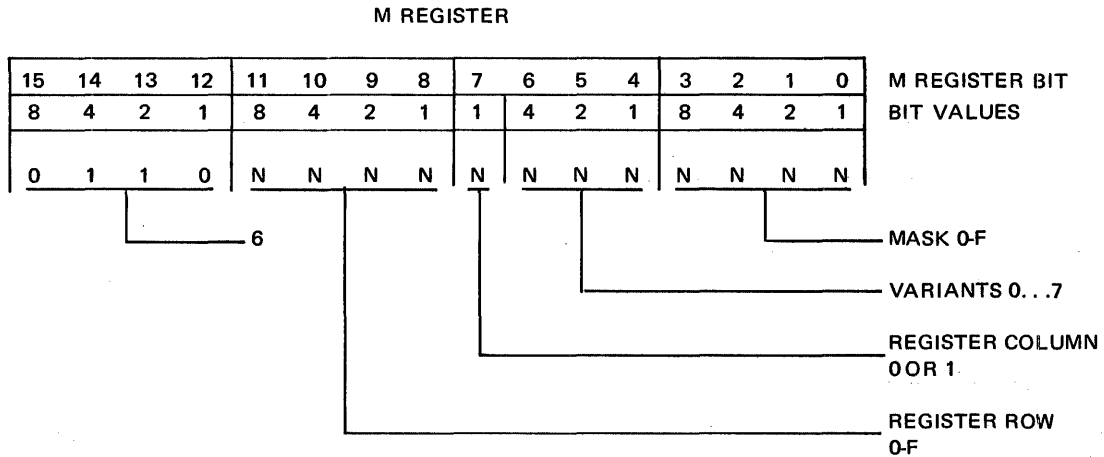 M REGISTER
15 14 13 12 11 10 9 8 7 6 5 4 3 2 1 0 M REGISTER BIT
8 4 2 1 8 4 2 1 1 4 2 1 8 4 2 1 BIT VALUES
0 1 1 0 N N N N N N N N N N N N
6
MASK 0-F
VARIANTS 0...7
REGISTER COLUMN
0 OR 1
REGISTER ROW
0-F